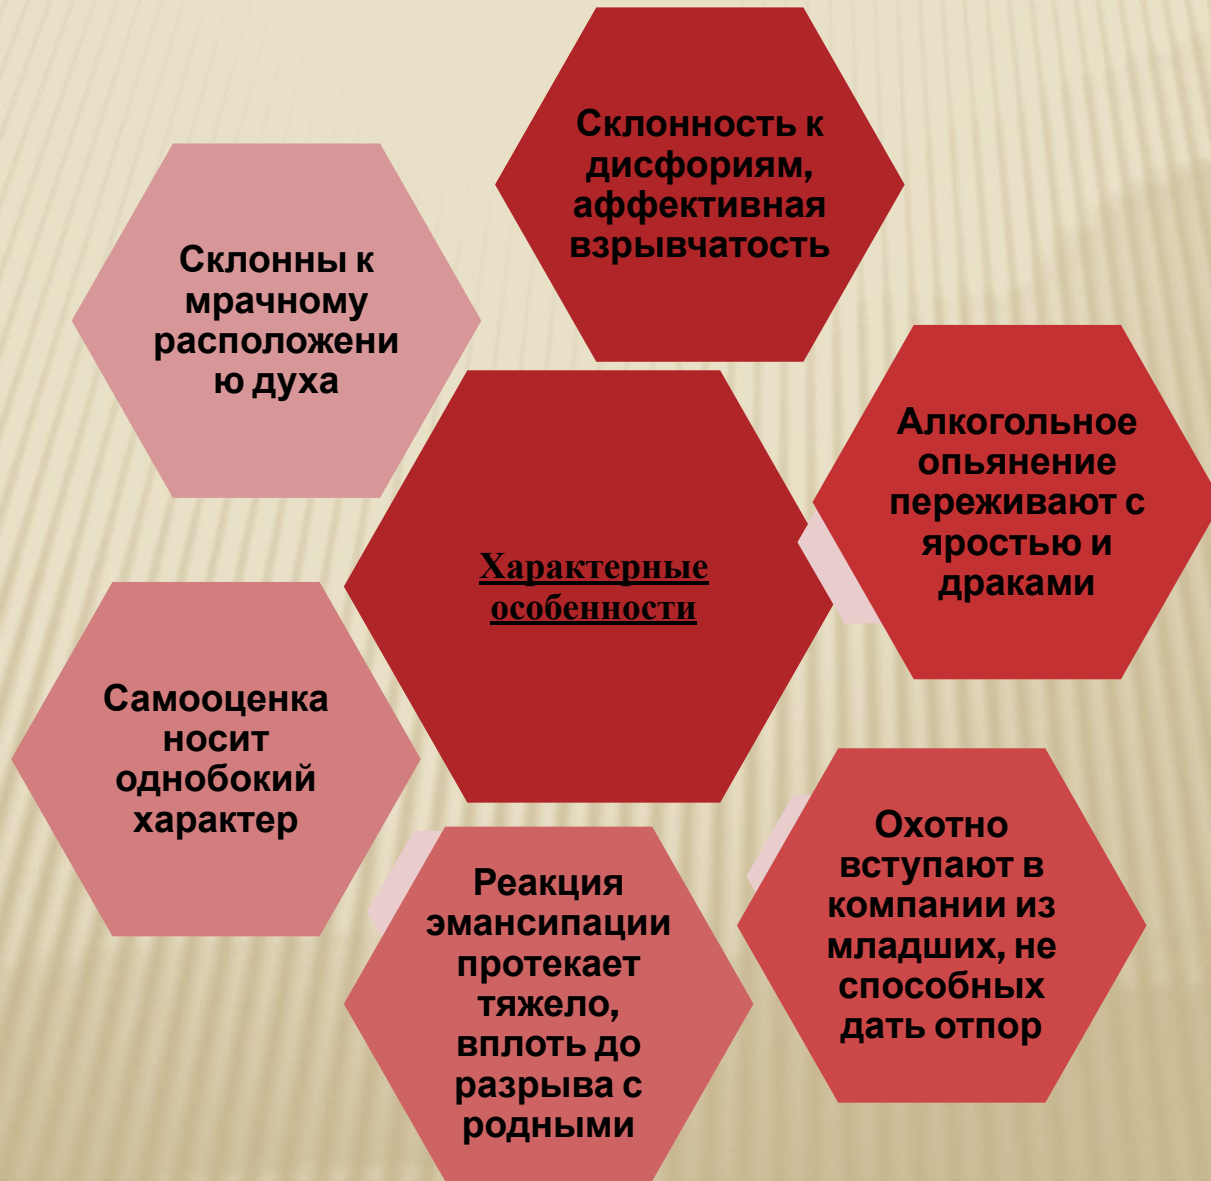 Склонность к
дисфориям,
аффективная
взрывчатость
Склонны к
мрачному
расположени
ю духа
Алкогольное
опьянение
переживают с
яростью и
драками
Характерные
особенности
Самооценка
носит
однобокий
характер
Охотно
вступают в
компании из
младших, не
способных
дать отпор
Реакция
эмансипации
протекает
тяжело,
вплоть до
разрыва с
родными